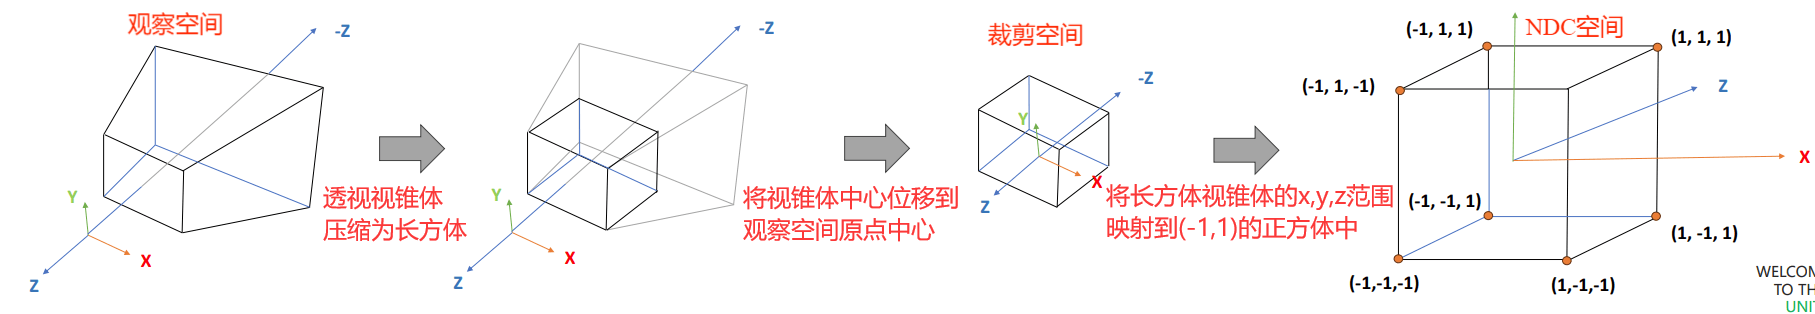 观察空间
-Z
Y
X
Z
透视视锥体
压缩为长方体
-Z
Y
X
Z
将视锥体中心位移到
观察空间原点中心
裁剪空间
-Z
Y
X
Z
将长方体视锥体的x,y,z范围
映射到(-1,1)的正方体中
NDC空间
(-1, 1, 1)
(1, 1, 1)
(-1, 1, -1)
Z
X
(-1, -1, 1)
(1, -1, 1)
(-1,-1,-1)
(1,-1,-1)
WELCOM
TO TH
UNIT